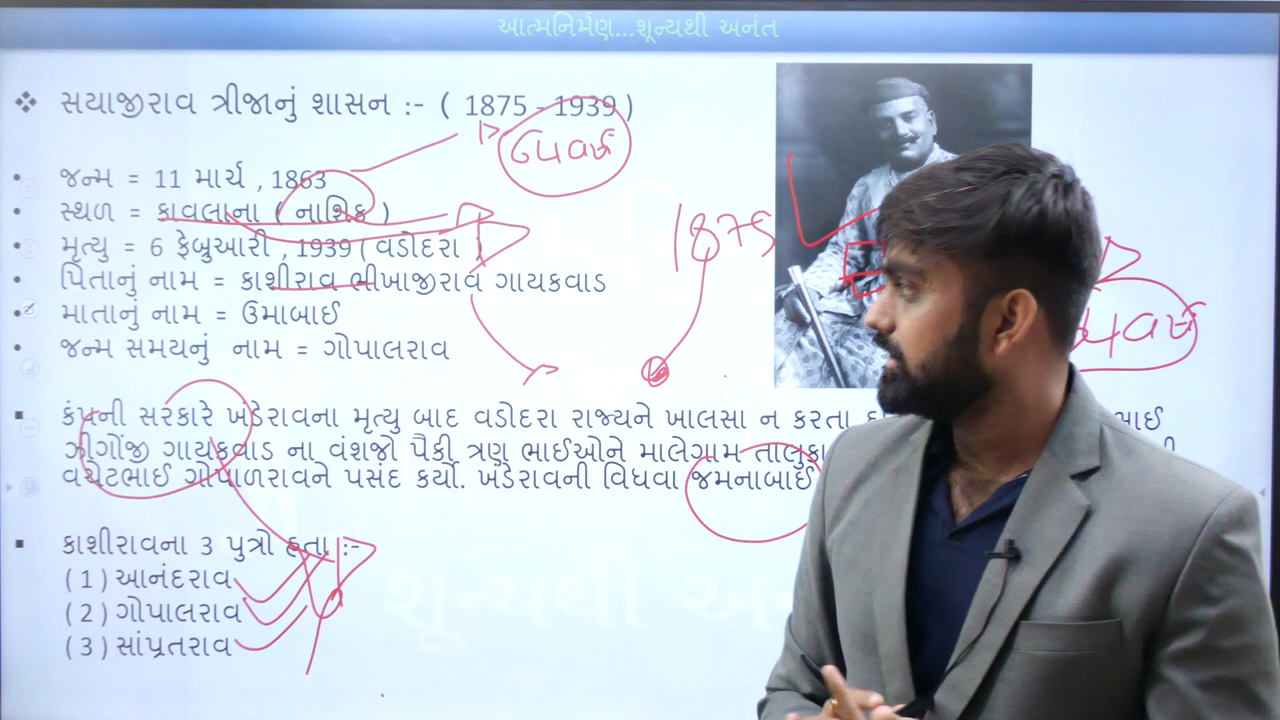 આત્મનિર્મણ...શૂન્યથી અનંત
સયાજીરાવ ત્રીજાનું શાસન :- ( 1875 - 1939 )
જન્મ = 11 માર્ચ , 1863
સ્થળ = કાવલાના ( નાશિક )
મૃત્યુ = 6 ફેબ્રુઆરી , 1939 ( વડોદરા )
પિતાનું નામ = કાશીરાવ ભીખાજીરાવ ગાયકવાડ
માતાનું નામ = ઉમાબાઈ
જન્મ સમયનું નામ = ગોપાલરાવ
1875
કંપની સરકારે ખંડેરાવના મૃત્યુ બાદ વડોદરા રાજ્યને ખાલસા ન કરતા
ઝીંગોજી ગાયકવાડ ના વંશજો પૈકી ત્રણ ભાઈઓને માલેગામ
વચેટભાઈ ગોપાળરાવને પસંદ કર્યો. ખંડેરાવની વિધવા જમનાબાઈ
કાશીરાવના 3 પુત્રો હતા :-
( 1 ) આનંદરાવ
( 2 ) ગોપાલરાવ
( 3 ) સાંપ્રતરાવ
શૂન્યથી